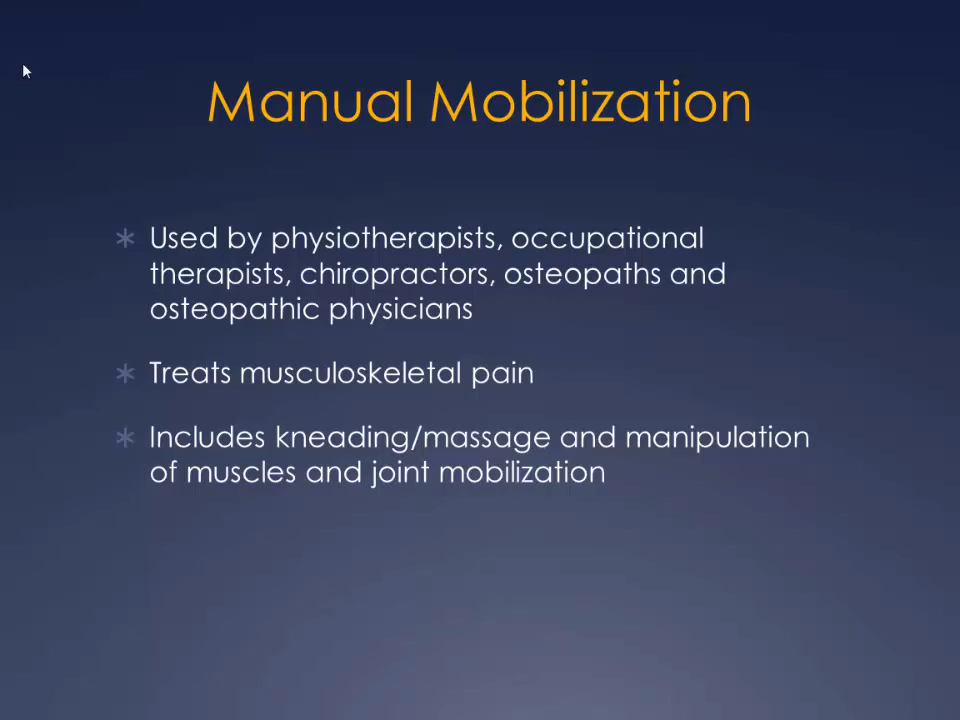 Manual Mobilization
Used by physiotherapists, occupational
therapists, chiropractors, osteopaths and
osteopathic physicians
Treats musculoskeletal pain
Includes kneading/massage and manipulation
of muscles and joint mobilization